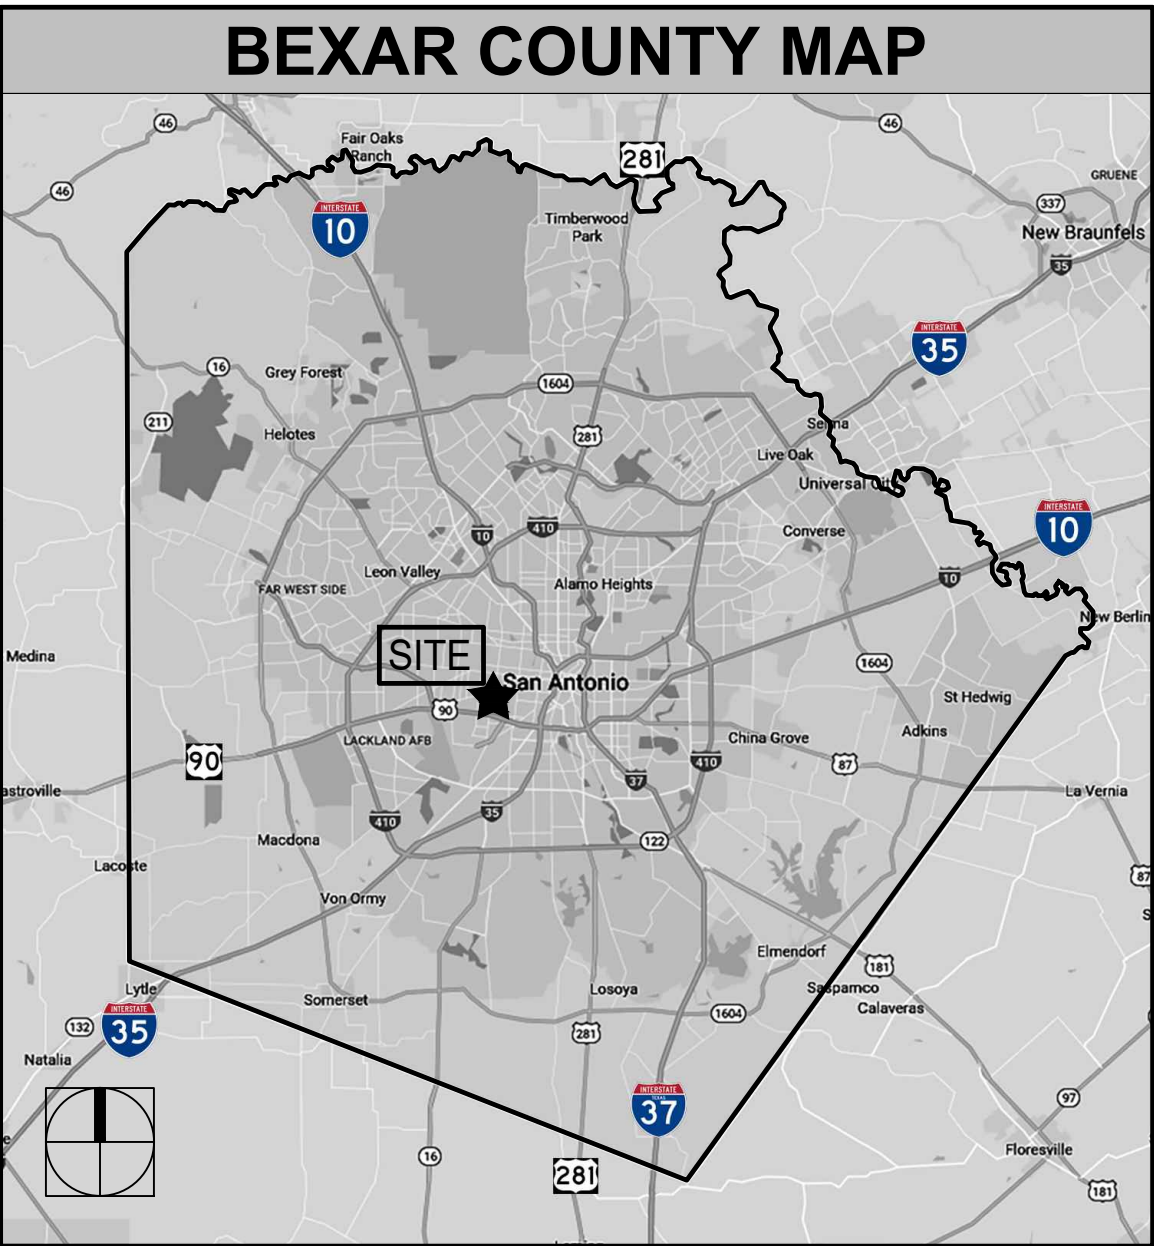 BEXAR COUNTY MAP
46
46
Fair Oaks
Ranch
281
46
GRUENE
INTERSTATE
10
337
Timberwood
Park
New Braunfels
35
INTERSTATE
35
16
Grey Forest
1604
211
Helotes
281
Selma
Live Oak
Universal City
INTERSTATE
10
10
410
Converse
Leon Valley
10
FAR WEST SIDE
Alamo Heights
New Berlin
SITE
Medina
1604
San Antonio
St Hedwig
90
Adkins
LACKLAND AFB
China Grove
90
410
87
37
astroville
La Vernia
410
35
Macdona
122
Lacoste
87
Von Ormy
S
Elmendorf
181
Lytle
Somerset
Losoya
Saspamco
Calaveras
INTERSTATE
35
132
281
1604
Natalia
INTERSTATE
TEXAS
37
97
e
16
Floresville
281
181